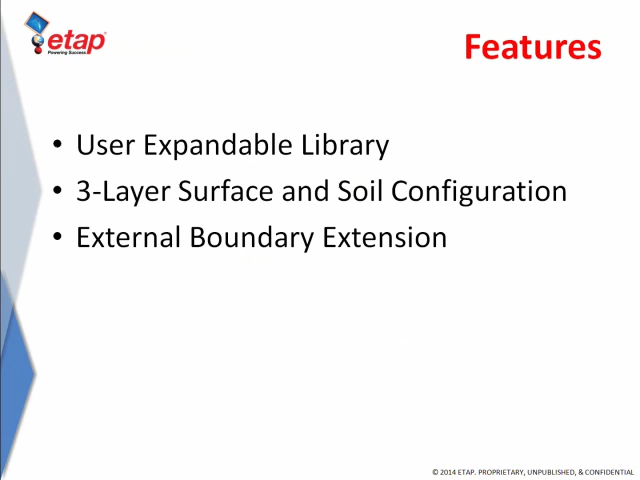 etap
Powering Success
Features
• User Expandable Library
• 3-Layer Surface and Soil Configuration
• External Boundary Extension
© 2014 ETAP. PROPRIETARY, UNPUBLISHED, & CONFIDENTIAL